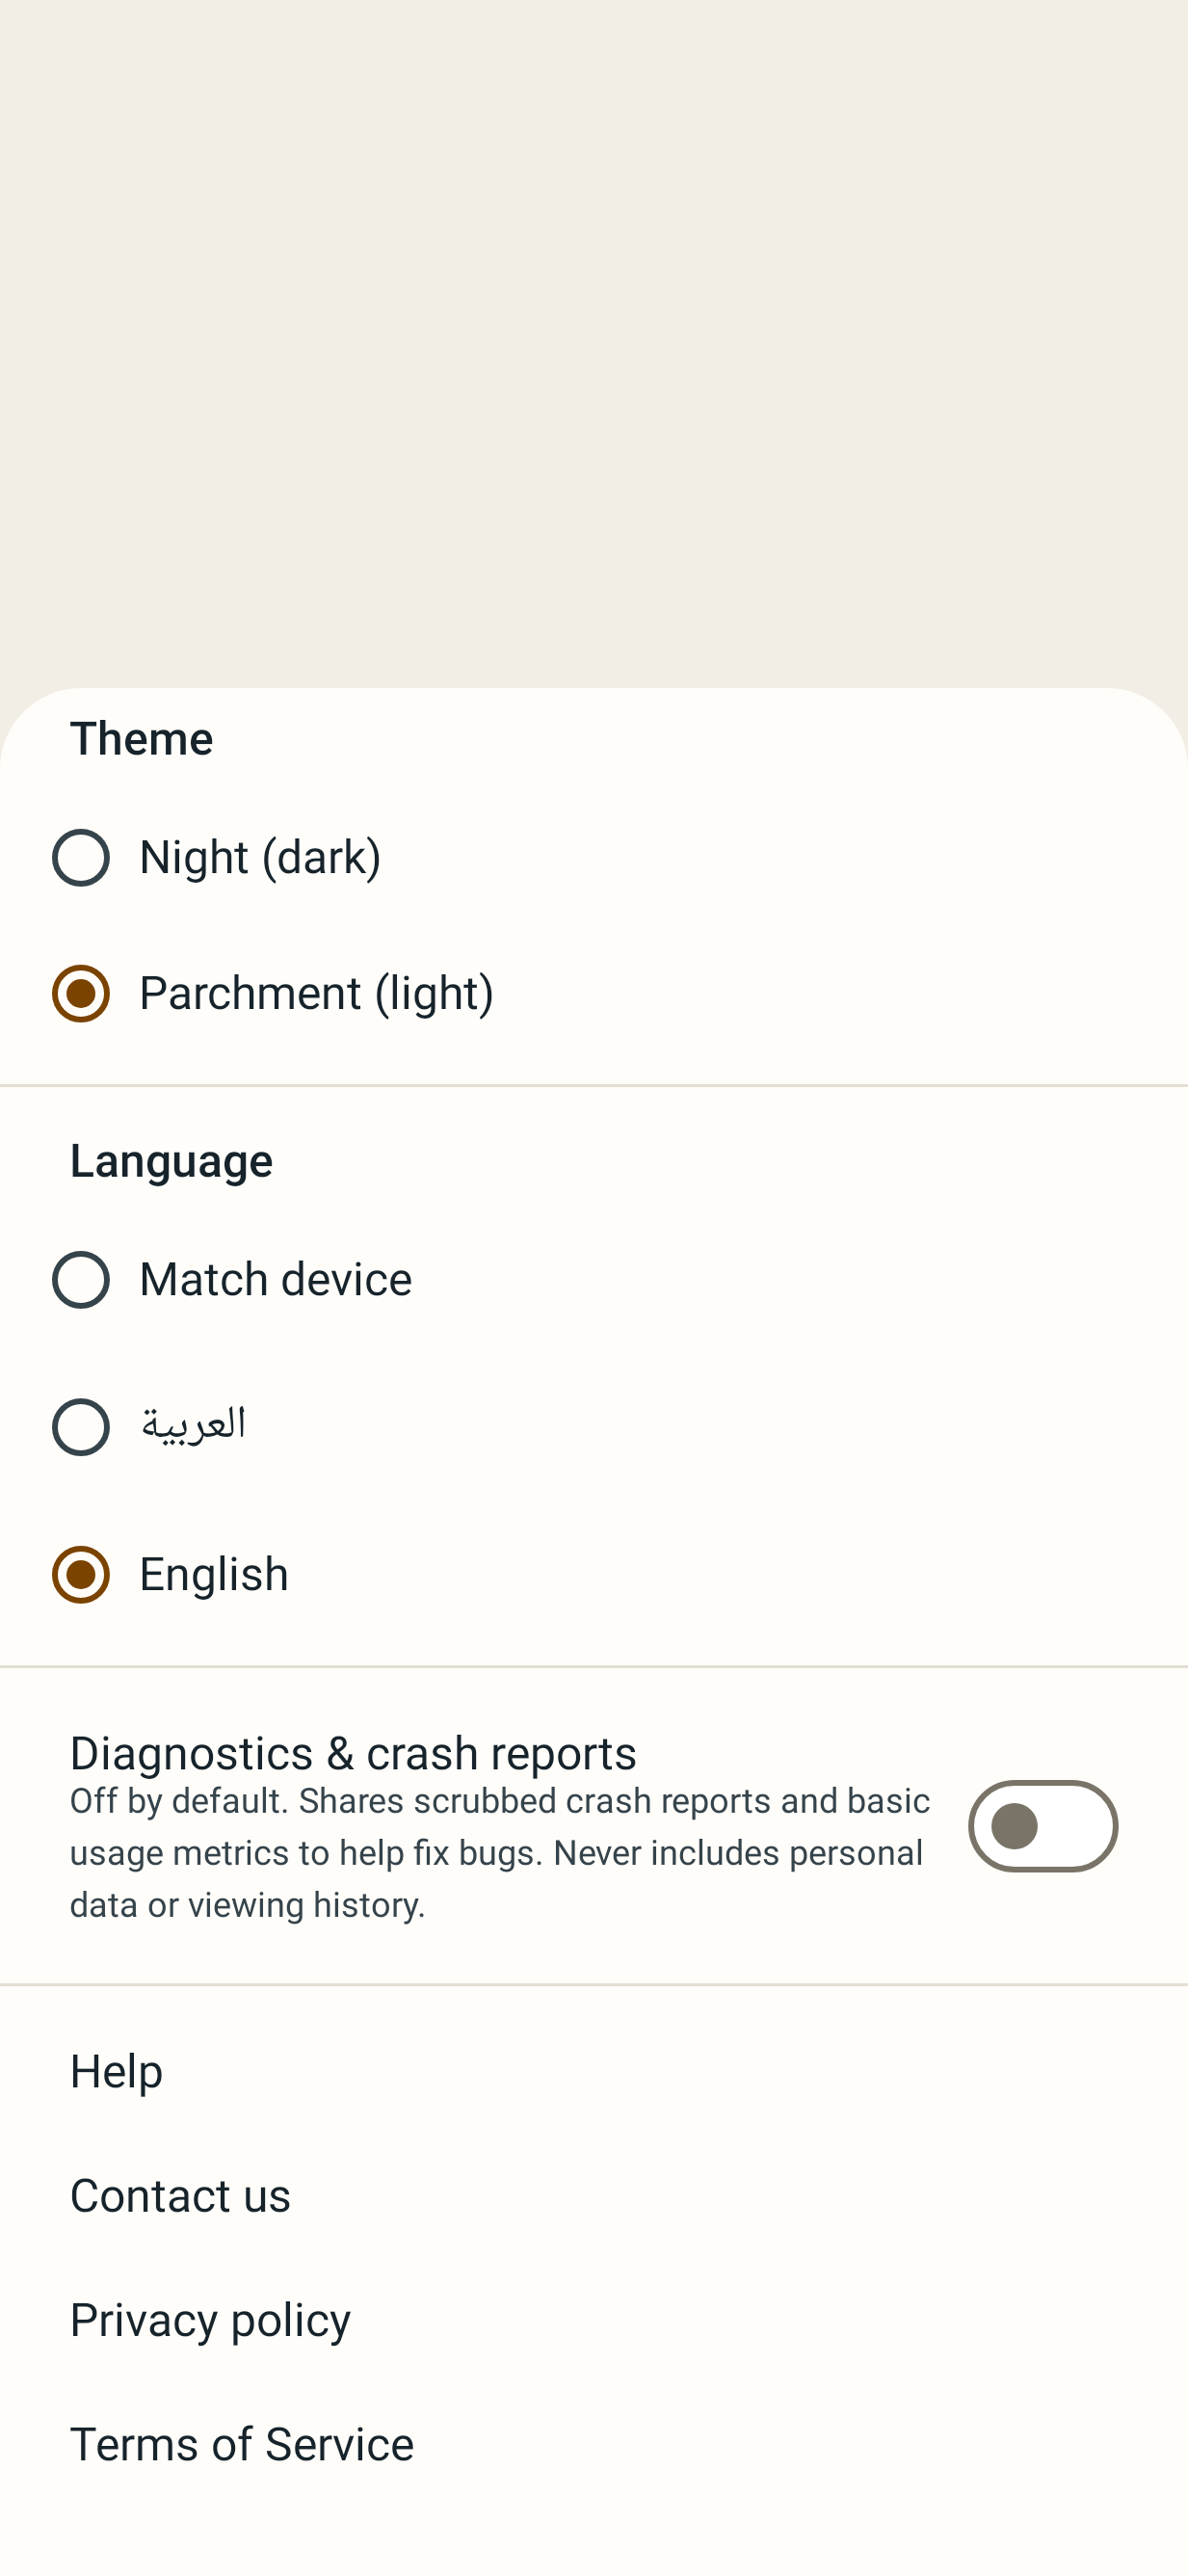 Theme
Night (dark)
Parchment (light)
Language
Match device
العربية
English
Diagnostics & crash reports
Off by default. Shares scrubbed crash reports and basic
usage metrics to help fix bugs. Never includes personal
data or viewing history.
Help
Contact us
Privacy policy
Terms of Service